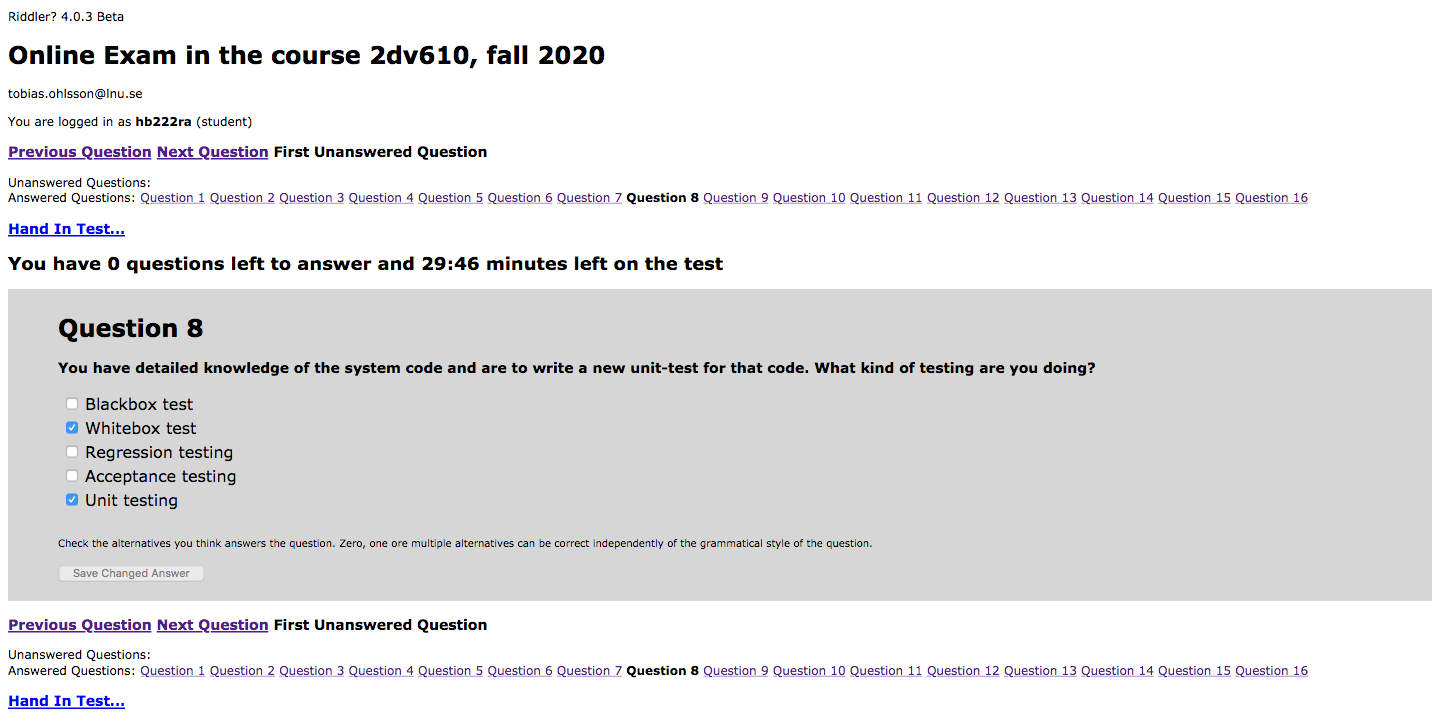 Riddler? 4.0.3 Beta
Online Exam in the course 2dv610, fall 2020
tobias.ohlsson@lnu.se
You are logged in as hb222ra (student)
Previous Question Next Question First Unanswered Question
Unanswered Questions:
Answered Questions: Question 1 Question 2 Question 3 Question 4 Question 5 Question 6 Question 7 Question 8 Question 9 Question 10 Question 11 Question 12 Question 13 Question 14 Question 15 Question 16
Hand In Test...
You have 0 questions left to answer and 29:46 minutes left on the test
Question 8
You have detailed knowledge of the system code and are to write a new unit-test for that code. What kind of testing are you doing?
Blackbox test
Whitebox test
Regression testing
Acceptance testing
Unit testing
Check the alternatives you think answers the question. Zero, one ore multiple alternatives can be correct independently of the grammatical style of the question.
Save Changed Answer
Previous Question Next Question First Unanswered Question
Unanswered Questions:
Answered Questions: Question 1 Question 2 Question 3 Question 4 Question 5 Question 6 Question 7 Question 8 Question 9 Question 10 Question 11 Question 12 Question 13 Question 14 Question 15 Question 16
Hand In Test...